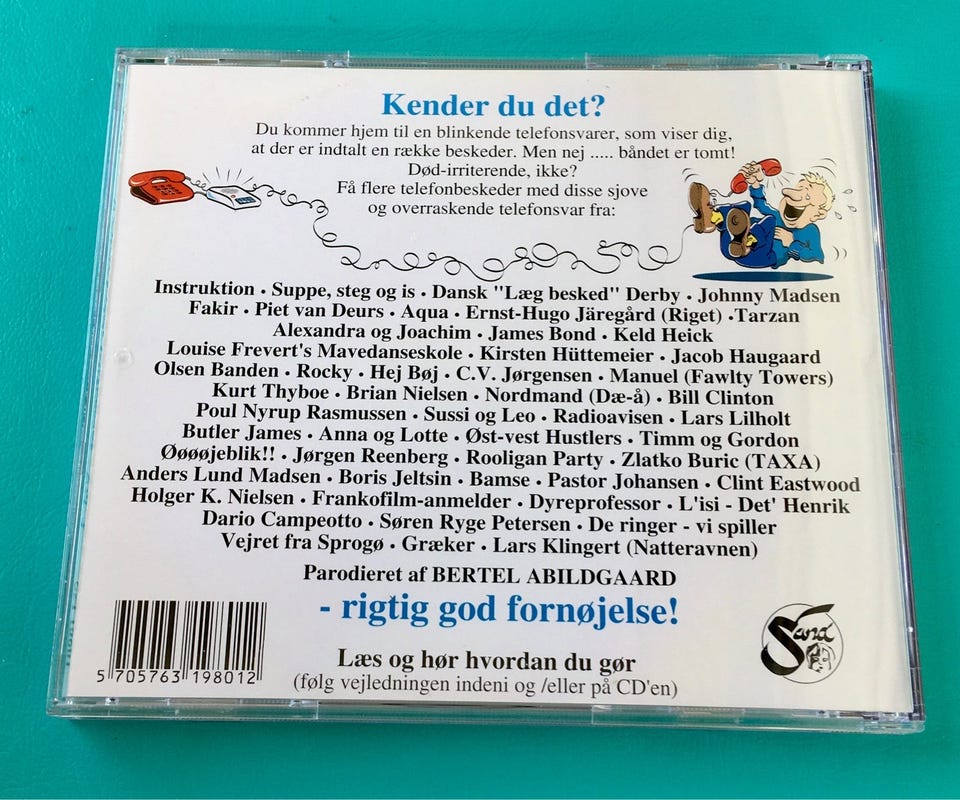 Kender du det?
Du kommer hjem til en blinkende telefonsvarer, som viser dig,
at der er indtalt en række beskeder. Men nej ..... båndet er tomt!
Død-irriterende, ikke?
Få flere telefonbeskeder med disse sjove
og overraskende telefonsvar fra:
Instruktion • Suppe, steg og is • Dansk "Læg besked" Derby • Johnny Madsen
Fakir • Piet van Deurs • Aqua • Ernst-Hugo Järegård (Riget) •Tarzan
Alexandra og Joachim • James Bond • Keld Heick
Louise Frevert's Mavedanseskole • Kirsten Hüttemeier • Jacob Haugaard
Olsen Banden • Rocky • Hej Bøj • C.V. Jørgensen • Manuel (Fawlty Towers)
Kurt Thyboe • Brian Nielsen • Nordmand (Dæ-å) • Bill Clinton
Poul Nyrup Rasmussen • Sussi og Leo • Radioavisen • Lars Lilholt
Butler James • Anna og Lotte • Øst-vest Hustlers • Timm og Gordon
Øøøøjeblik!! • Jørgen Reenberg • Rooligan Party • Zlatko Buric (TAXA)
Anders Lund Madsen • Boris Jeltsin • Bamse • Pastor Johansen • Clint Eastwood
Holger K. Nielsen • Frankofilm-anmelder • Dyreprofessor • L'isi - Det' Henrik
Dario Campeotto • Søren Ryge Petersen • De ringer - vi spiller
Vejret fra Sprogø • Græker • Lars Klingert (Natteravnen)
Parodieret af BERTEL ABILDGAARD
- rigtig god fornøjelse!
Læs og hør hvordan du gør
(følg vejledningen indeni og /eller på CD'en)
5 705763 198012
Sand